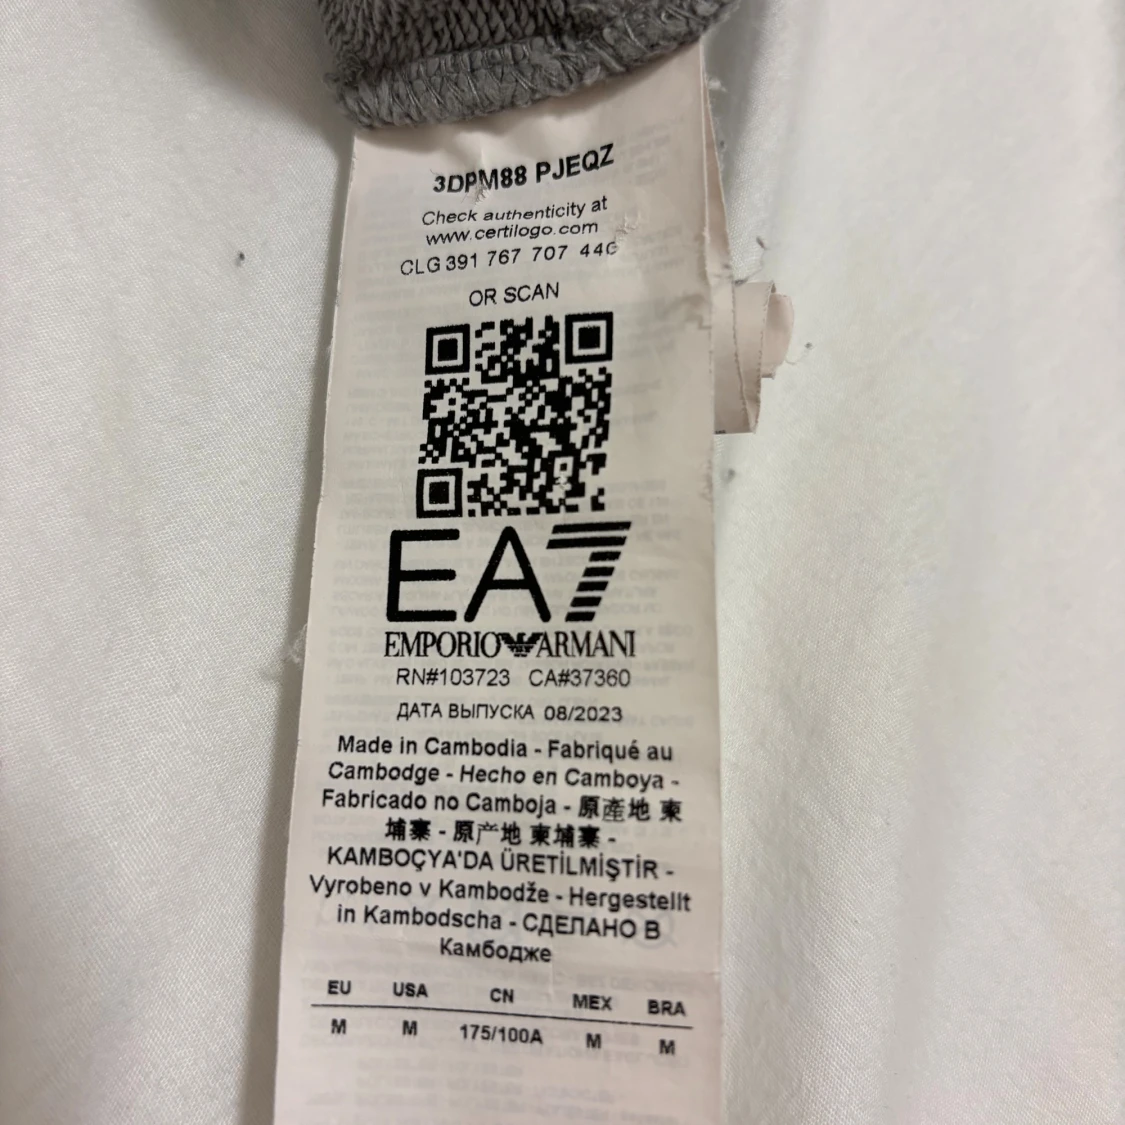 3DPM88 PJEQZ
Check authenticity at
www.certilogo.com
CLG 391 767 707 44
OR SCAN
EA7
EMPORIO ARMANI
RN#103723 CA#37360
ДАТА ВЫПУСКА 08/2023
Made in Cambodia - Fabriqué au
Cambodge - Hecho en Camboya -
Fabricado no Camboja - 原產地 柬
埔寨 - 原产地 柬埔寨 -
KAMBOÇYA'DA ÜRETİLMİŞTİR -
Vyrobeno v Kambodže - Hergestellt
in Kambodscha - СДЕЛАНО В
Камбодже
EU USA CN MEX BRA
M M 175/100A M M